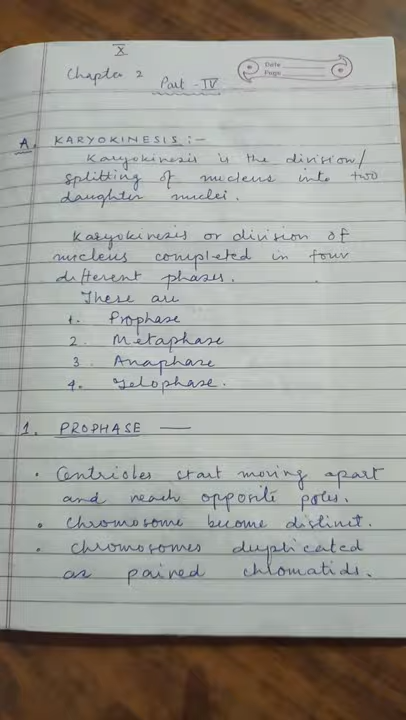 X
Chapter 2 Part - IV
Date
Page
A. KARYOKINESIS :-
Karyokinesis is the division/
splitting of nucleus into two
daughter nuclei.
Karyokinesis or division of
nucleus completed in four
different phases.
These are
1. Prophase
2. Metaphase
3. Anaphase
4. Telophase.
1. PROPHASE —
• Centrioles start moving apart
and reach opposite poles.
• Chromosome become distinct.
• Chromosomes duplicated
as paired chromatids.